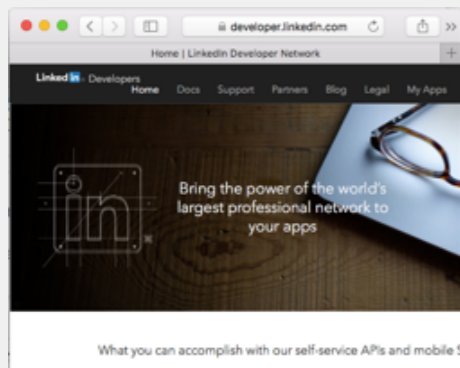 developer.linkedin.com
Home | LinkedIn Developer Network
Linked in Developers
Home Docs Support Partners Blog Legal My Apps
in
Bring the power of the world's
largest professional network to
your apps
What you can accomplish with our self-service APIs and mobile S